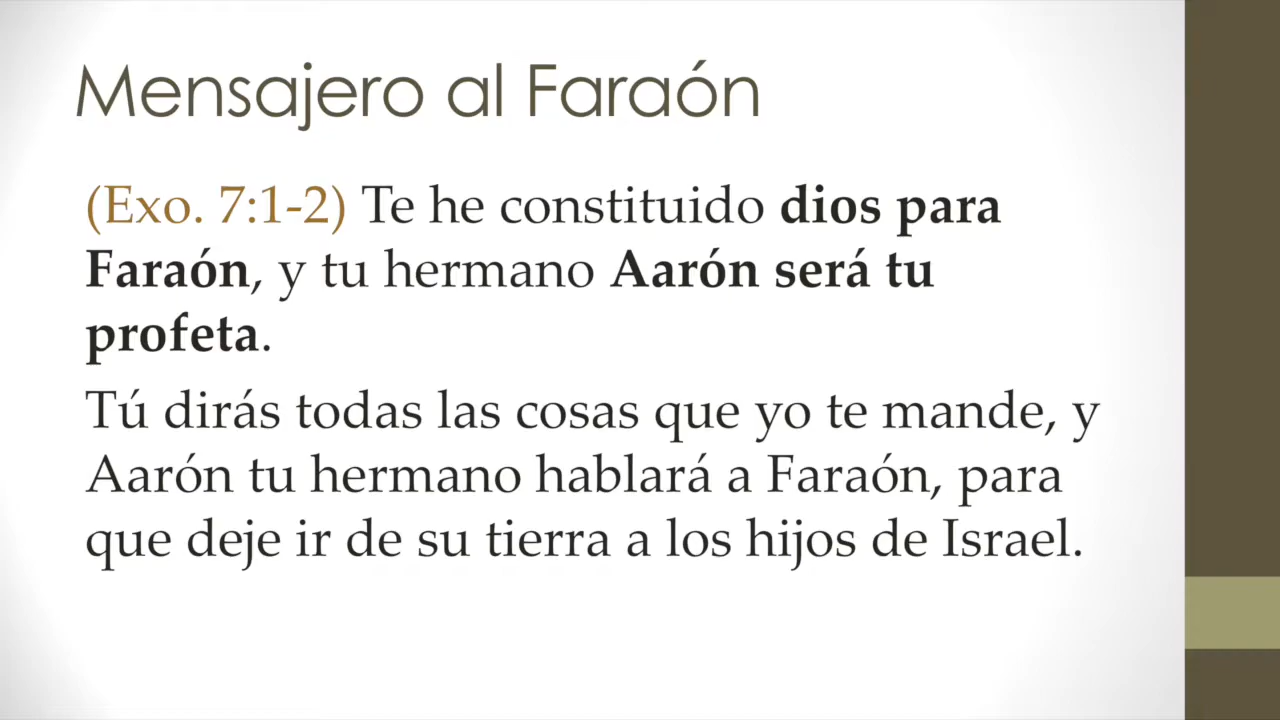 Mensajero al Faraón
(Exo. 7:1-2) Te he constituido dios para
Faraón, y tu hermano Aarón será tu
profeta.
Tú dirás todas las cosas que yo te mande, y
Aarón tu hermano hablará a Faraón, para
que deje ir de su tierra a los hijos de Israel.